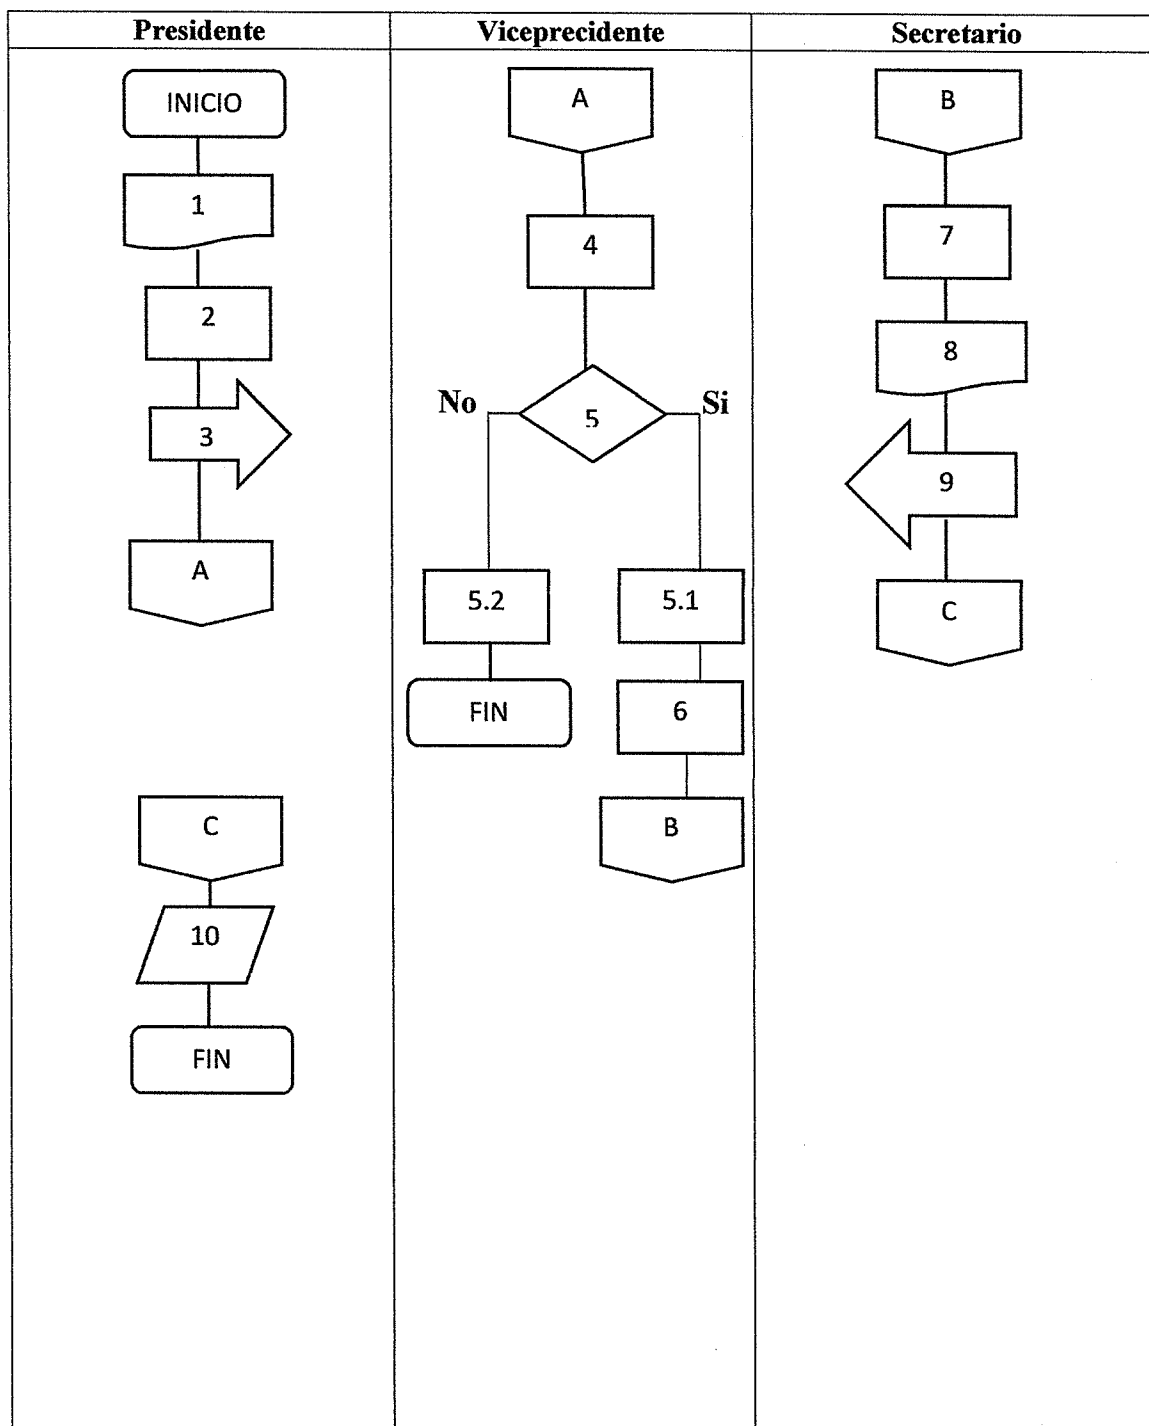 Presidente
Viceprecidente
Secretario
INICIO
1
2
3
A
C
10
FIN
A
4
5
No
Si
5.2
FIN
5.1
6
B
B
7
8
9
C